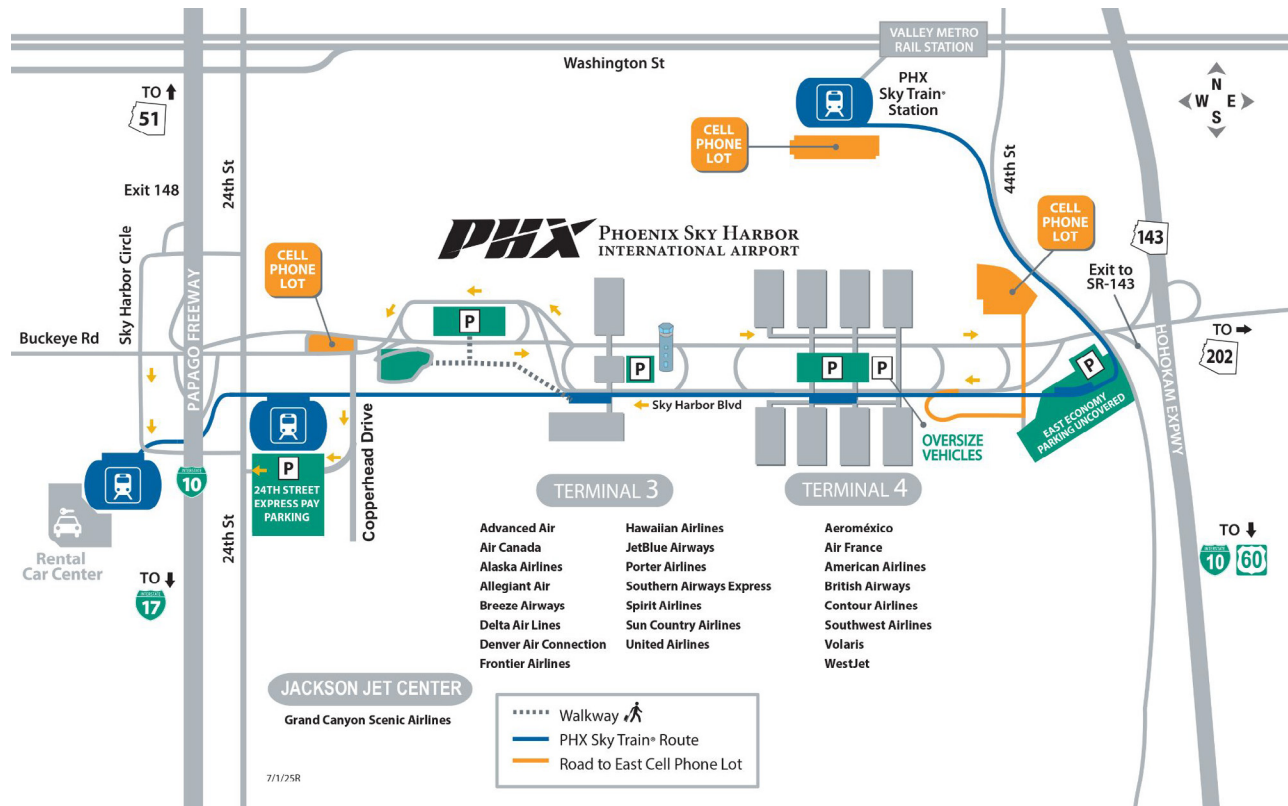 VALLEY METRO
RAIL STATION
Washington St
PHX
Sky Train®
Station
TO
51
N
W E
S
CELL
PHONE
LOT
24th St
44th St
Exit 148
Sky Harbor Circle
PAPAGO FREEWAY
PHX
PHOENIX SKY HARBOR
INTERNATIONAL AIRPORT
CELL
PHONE
LOT
CELL
PHONE
LOT
143
Exit to
SR-143
HOHOKAM EXPWY
Buckeye Rd
TO
202
P
P
P
P
P
Sky Harbor Blvd
EAST ECONOMY
PARKING UNCOVERED
OVERSIZE
VEHICLES
Copperhead Drive
P
24TH STREET
EXPRESS PAY
PARKING
INTERSTATE
10
24th St
Rental
Car Center
TO
INTERSTATE
17
TO
INTERSTATE
10
60
TERMINAL 3
Advanced Air
Air Canada
Alaska Airlines
Allegiant Air
Breeze Airways
Delta Air Lines
Denver Air Connection
Frontier Airlines
Hawaiian Airlines
JetBlue Airways
Porter Airlines
Southern Airways Express
Spirit Airlines
Sun Country Airlines
United Airlines
TERMINAL 4
Aeroméxico
Air France
American Airlines
British Airways
Contour Airlines
Southwest Airlines
Volaris
WestJet
JACKSON JET CENTER
Grand Canyon Scenic Airlines
Walkway
PHX Sky Train® Route
Road to East Cell Phone Lot
7/1/25R